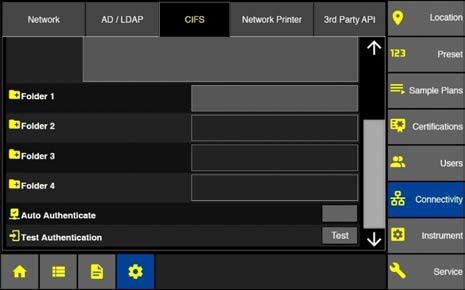 Network AD / LDAP CIFS Network Printer 3rd Party API
Location
123 Preset
Sample Plans
Certifications
Users
Connectivity
Instrument
Service
Folder 1
Folder 2
Folder 3
Folder 4
Auto Authenticate
Test Authentication Test